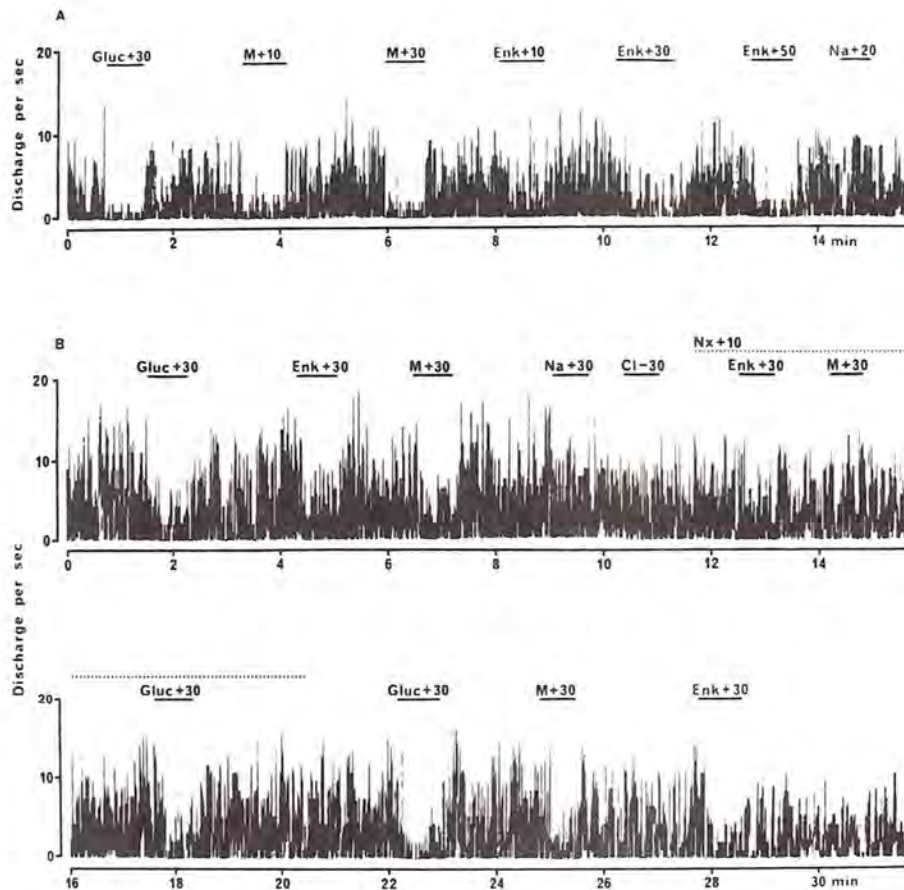 A
20
Gluc+30 M+10 M+30 Enk+10 Enk+30 Enk+50 Na+20
10
0
0 2 4 6 8 10 12 14 min
Discharge per sec
B
Nx+10
20
Gluc+30 Enk+30 M+30 Na+30 Cl-30 Enk+30 M+30
10
0
0 2 4 6 8 10 12 14
Discharge per sec
20
Gluc+30 Gluc+30 M+30 Enk+30
10
0
16 18 20 22 24 26 28 30 min